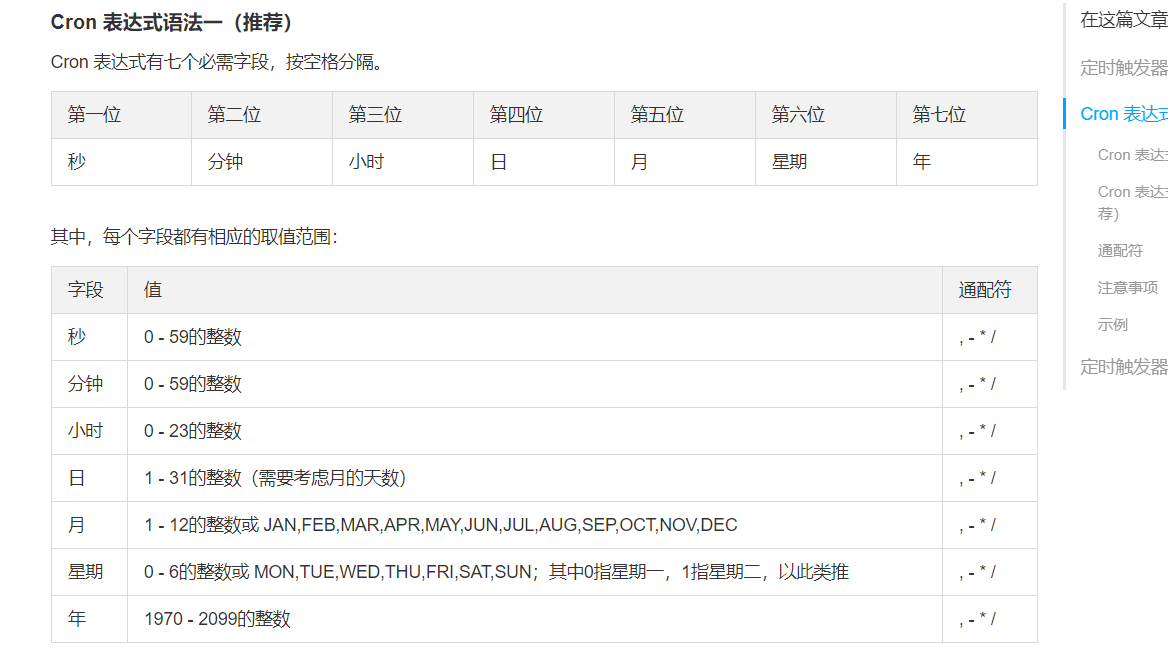 Cron 表达式语法一（推荐）
Cron 表达式有七个必需字段，按空格分隔。
第一位 第二位 第三位 第四位 第五位 第六位 第七位
秒 分钟 小时 日 月 星期 年
其中，每个字段都有相应的取值范围：
字段 值 通配符
秒 0 - 59的整数 , - * /
分钟 0 - 59的整数 , - * /
小时 0 - 23的整数 , - * /
日 1 - 31的整数（需要考虑月的天数） , - * /
月 1 - 12的整数或 JAN,FEB,MAR,APR,MAY,JUN,JUL,AUG,SEP,OCT,NOV,DEC , - * /
星期 0 - 6的整数或 MON,TUE,WED,THU,FRI,SAT,SUN；其中0指星期一，1指星期二，以此类推 , - * /
年 1970 - 2099的整数 , - * /
在这篇文章
定时触发器
Cron 表达式
Cron 表达
Cron 表达
荐）
通配符
注意事项
示例
定时触发器